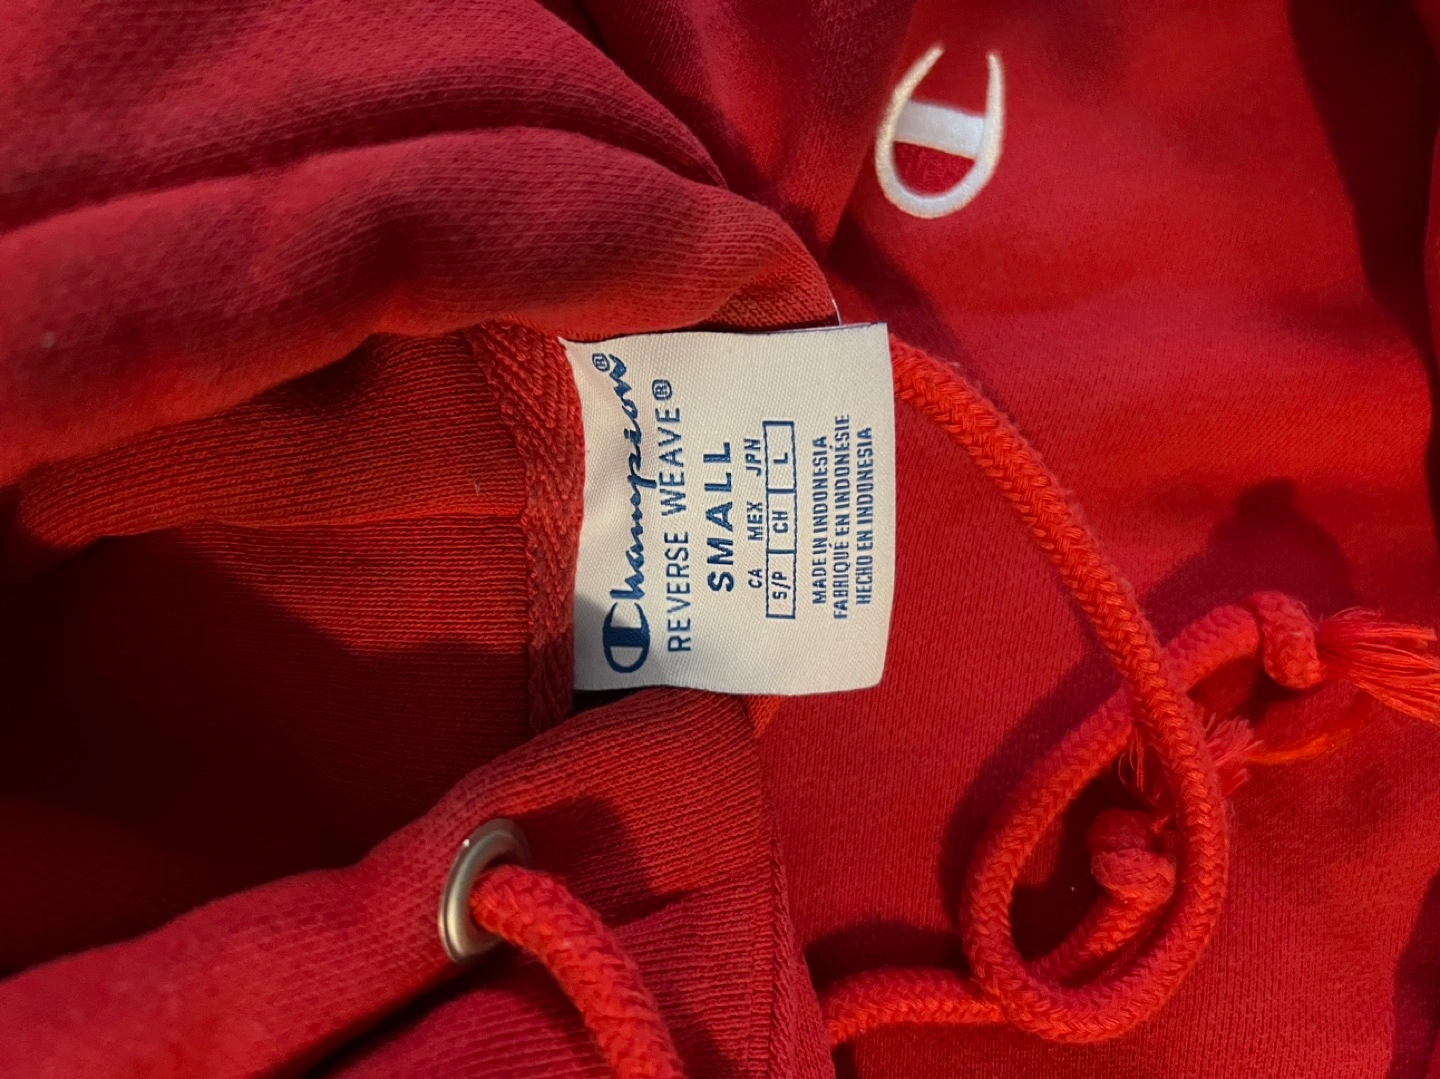 Champion®
REVERSE WEAVE®
SMALL
CA MEX JPN
S/P CH L
MADE IN INDONESIA
FABRIQUÉ EN INDONÉSIE
HECHO EN INDONESIA